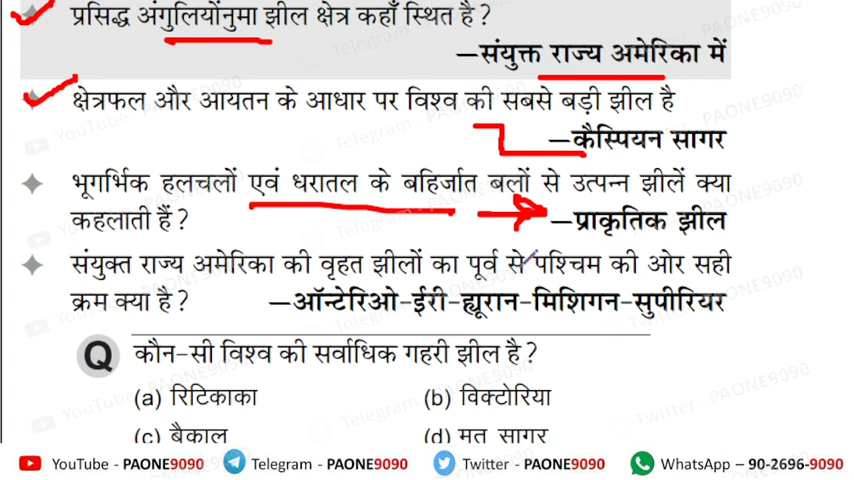 प्रसिद्ध अंगुलियोंनुमा झील क्षेत्र कहाँ स्थित है?
—संयुक्त राज्य अमेरिका में
क्षेत्रफल और आयतन के आधार पर विश्व की सबसे बड़ी झील है
—कैस्पियन सागर
भूगर्भिक हलचलों एवं धरातल के बहिर्जात बलों से उत्पन्न झीलें क्या
कहलाती हैं?
—प्राकृतिक झील
संयुक्त राज्य अमेरिका की वृहत झीलों का पूर्व से पश्चिम की ओर सही
क्रम क्या है? —ऑन्टेरिओ-ईरी-ह्यूरान-मिशिगन-सुपीरियर
Q कौन-सी विश्व की सर्वाधिक गहरी झील है?
(a) रिटिकाका (b) विक्टोरिया
(c) बैकाल (d) मृत सागर
YouTube - PAONE9090 Telegram - PAONE9090 Twitter - PAONE9090 WhatsApp – 90-2696-9090